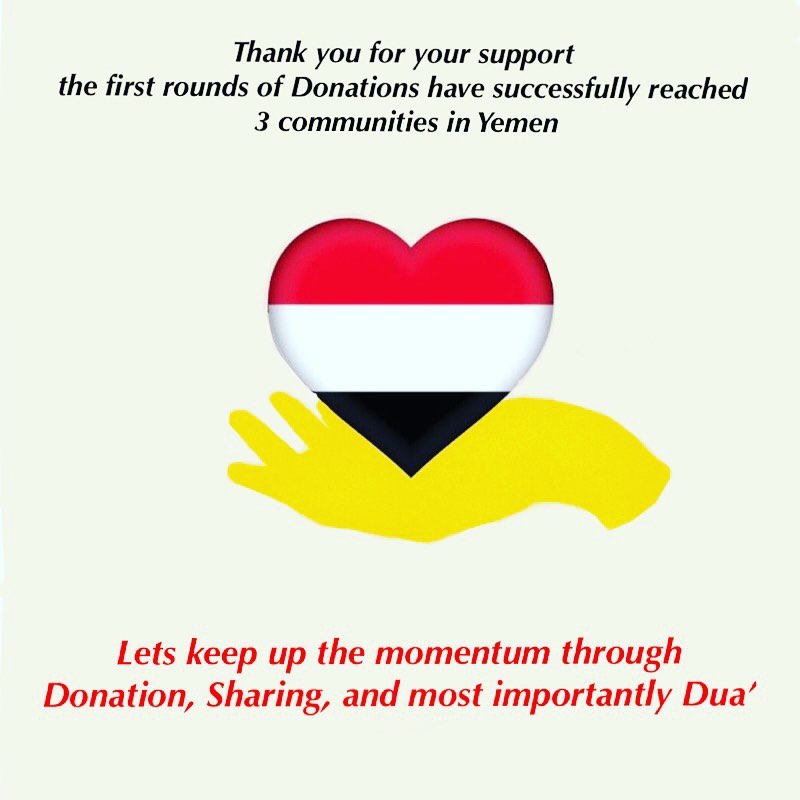 Thank you for your support
the first rounds of Donations have successfully reached
3 communities in Yemen
Lets keep up the momentum through
Donation, Sharing, and most importantly Dua’